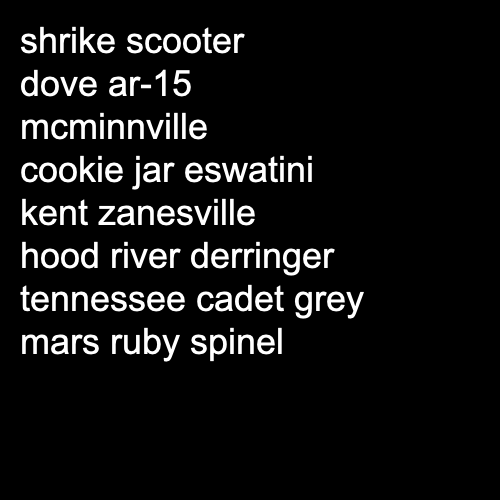 shrike scooter
dove ar-15
mcminnville
cookie jar eswatini
kent zanesville
hood river derringer
tennessee cadet grey
mars ruby spinel